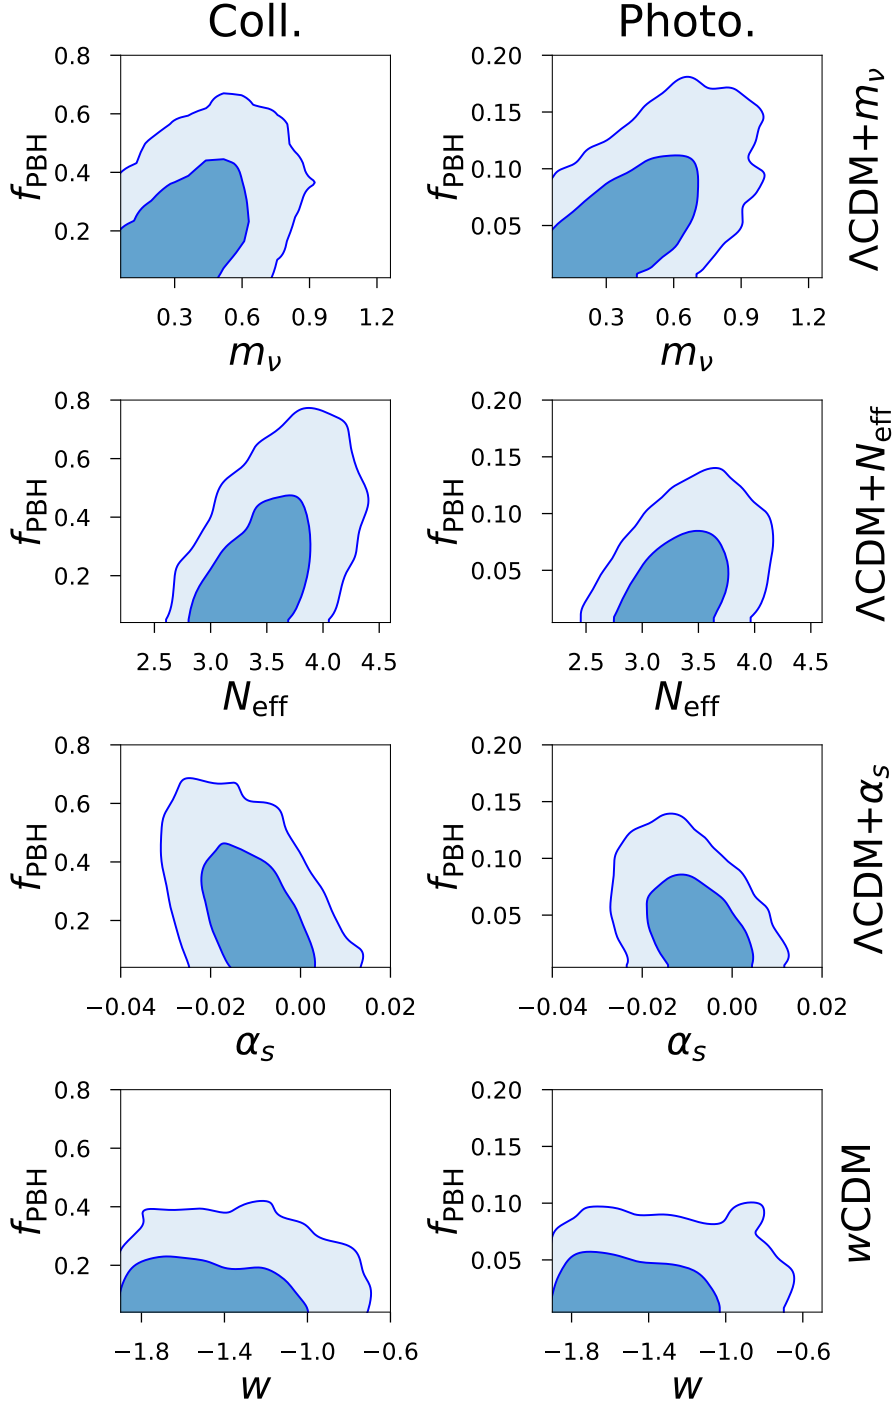 Coll. Photo.
0.8
0.6
0.4
0.2
f_PBH
0.3 0.6 0.9 1.2
m_ν
0.20
0.15
0.10
0.05
f_PBH
0.3 0.6 0.9 1.2
m_ν
ΛCDM+m_ν
0.8
0.6
0.4
0.2
f_PBH
2.5 3.0 3.5 4.0 4.5
N_eff
0.20
0.15
0.10
0.05
f_PBH
2.5 3.0 3.5 4.0 4.5
N_eff
ΛCDM+N_eff
0.8
0.6
0.4
0.2
f_PBH
−0.04 −0.02 0.00 0.02
α_s
0.20
0.15
0.10
0.05
f_PBH
−0.04 −0.02 0.00 0.02
α_s
ΛCDM+α_s
0.8
0.6
0.4
0.2
f_PBH
−1.8 −1.4 −1.0 −0.6
w
0.20
0.15
0.10
0.05
f_PBH
−1.8 −1.4 −1.0 −0.6
w
wCDM